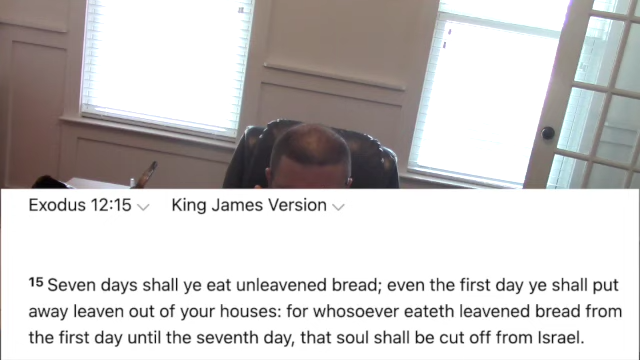 Exodus 12:15 King James Version
15 Seven days shall ye eat unleavened bread; even the first day ye shall put
away leaven out of your houses: for whosoever eateth leavened bread from
the first day until the seventh day, that soul shall be cut off from Israel.